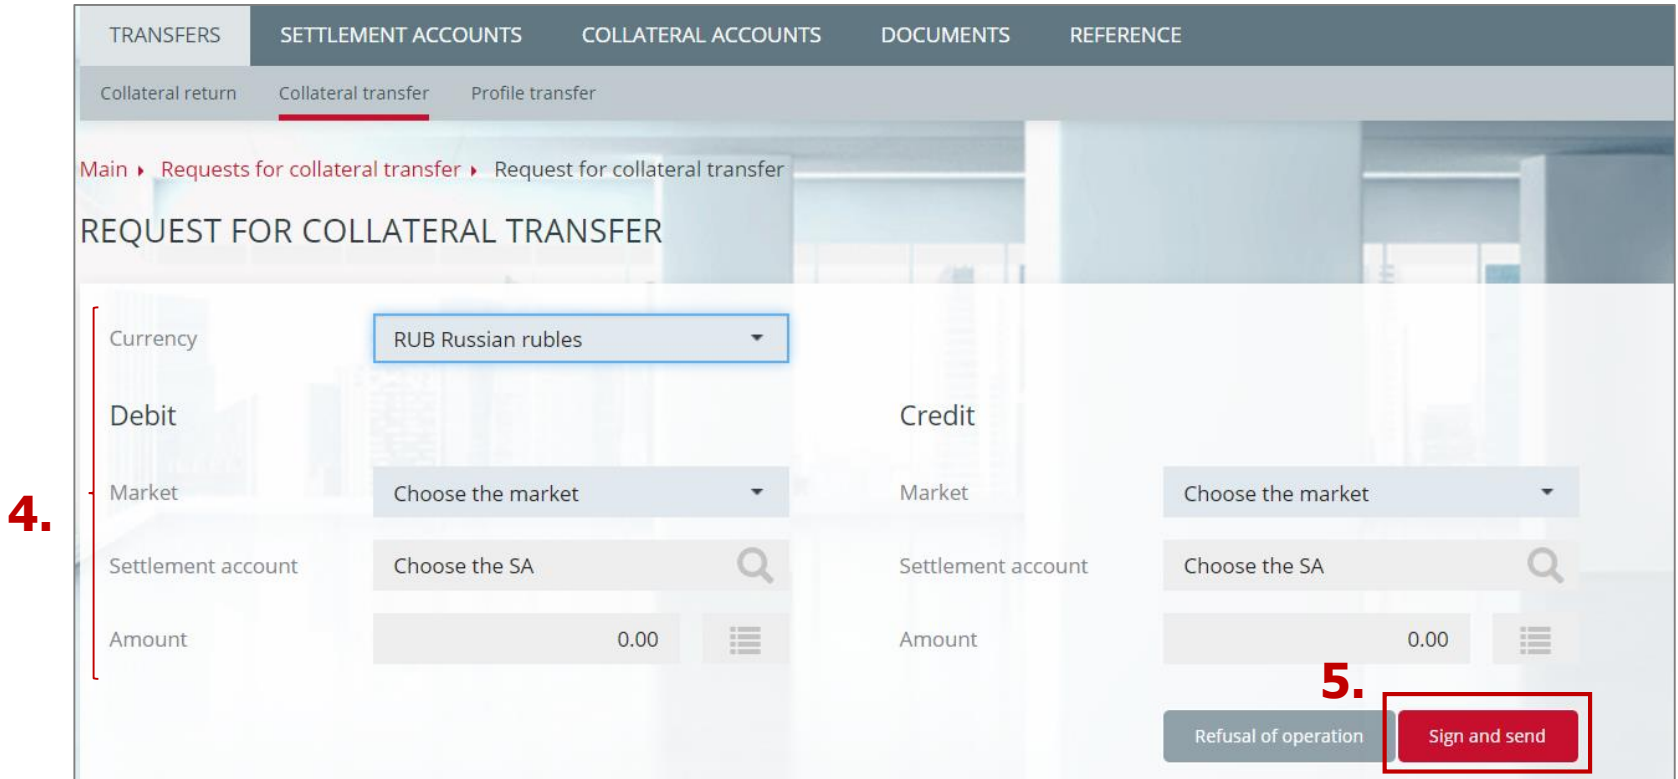 TRANSFERS SETTLEMENT ACCOUNTS COLLATERAL ACCOUNTS DOCUMENTS REFERENCE
Collateral return Collateral transfer Profile transfer
Main Requests for collateral transfer Request for collateral transfer
REQUEST FOR COLLATERAL TRANSFER
Currency RUB Russian rubles
Debit Credit
Market Choose the market Market Choose the market
4.
Settlement account Choose the SA Settlement account Choose the SA
Amount 0.00 Amount 0.00
5.
Refusal of operation Sign and send